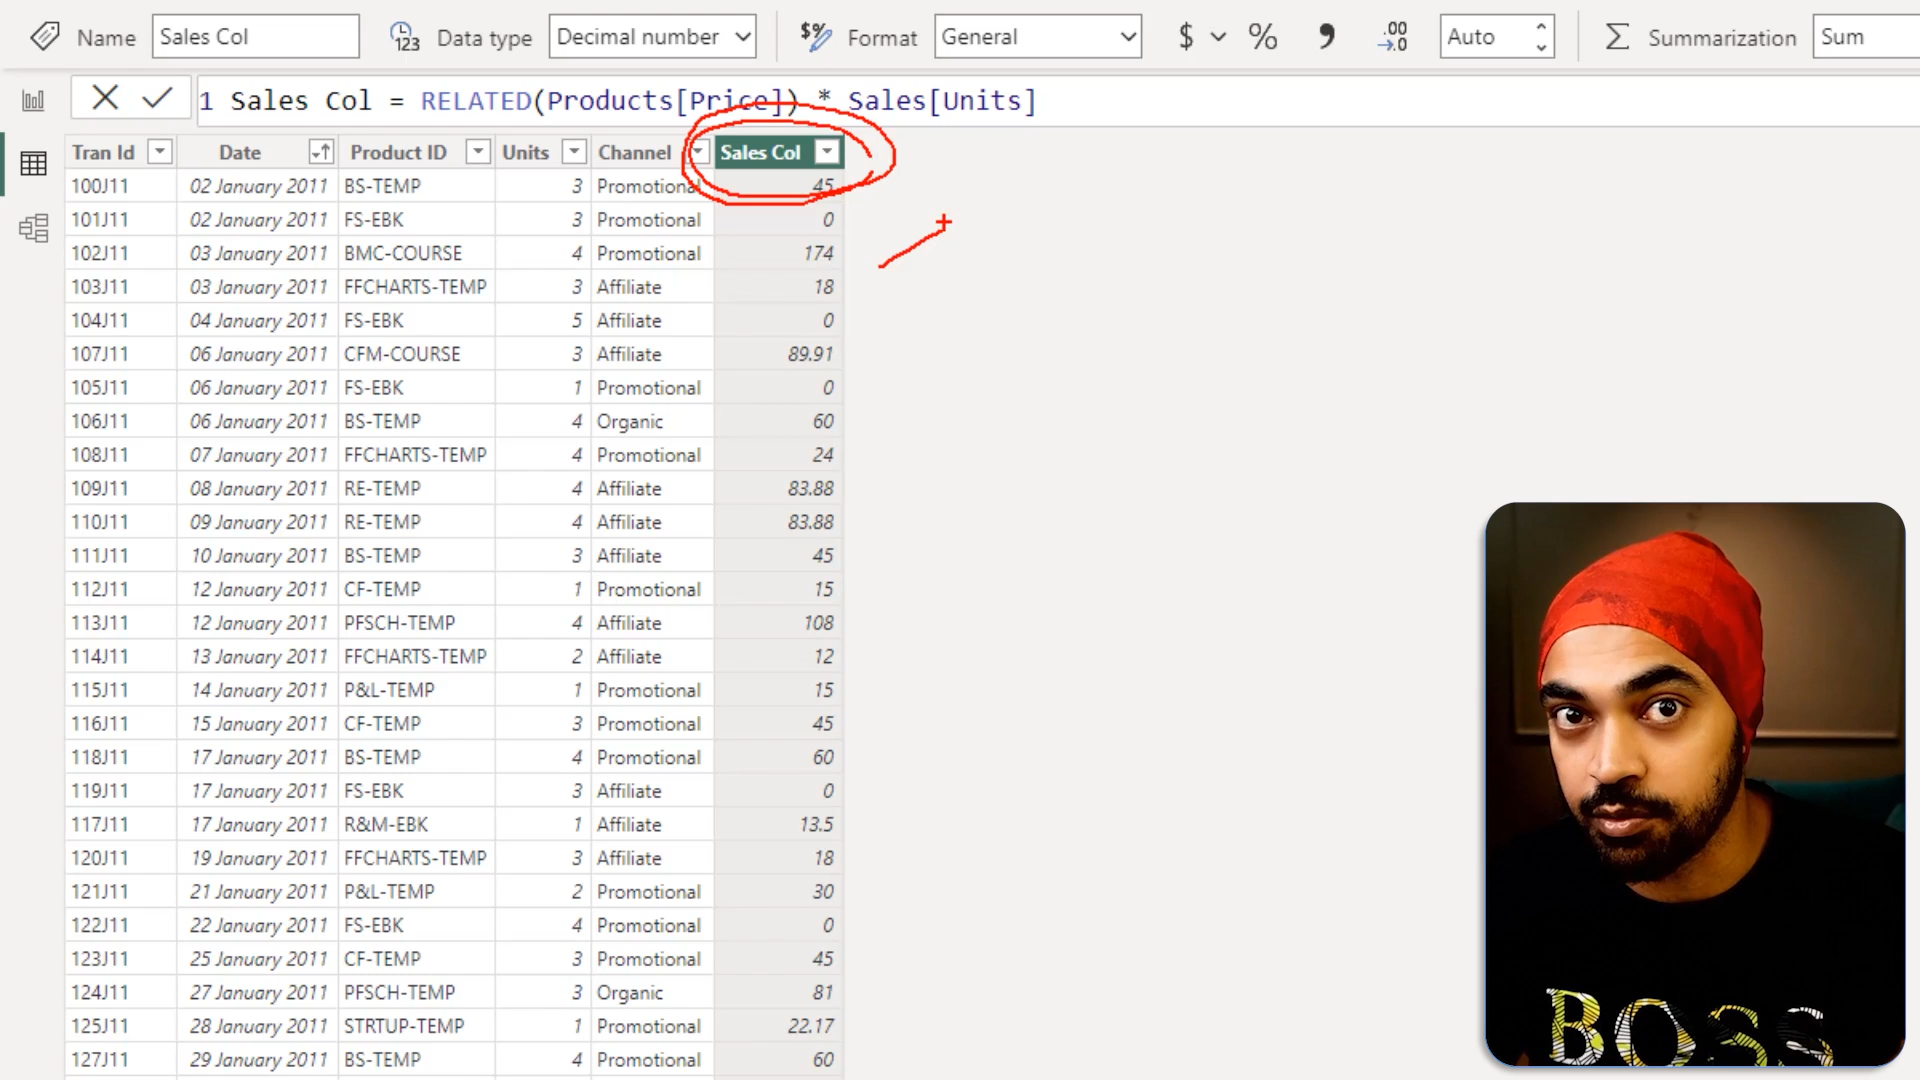 Name Sales Col 123 Data type Decimal number $% Format General $ % , .00 →.0 Auto Σ Summarization Sum
1 Sales Col = RELATED(Products[Price]) * Sales[Units]
Tran Id Date Product ID Units Channel Sales Col
100J11 02 January 2011 BS-TEMP 3 Promotional 45
101J11 02 January 2011 FS-EBK 3 Promotional 0
102J11 03 January 2011 BMC-COURSE 4 Promotional 174
103J11 03 January 2011 FFCHARTS-TEMP 3 Affiliate 18
104J11 04 January 2011 FS-EBK 5 Affiliate 0
107J11 06 January 2011 CFM-COURSE 3 Affiliate 89.91
105J11 06 January 2011 FS-EBK 1 Promotional 0
106J11 06 January 2011 BS-TEMP 4 Organic 60
108J11 07 January 2011 FFCHARTS-TEMP 4 Promotional 24
109J11 08 January 2011 RE-TEMP 4 Affiliate 83.88
110J11 09 January 2011 RE-TEMP 4 Affiliate 83.88
111J11 10 January 2011 BS-TEMP 3 Affiliate 45
112J11 12 January 2011 CF-TEMP 1 Promotional 15
113J11 12 January 2011 PFSCH-TEMP 4 Affiliate 108
114J11 13 January 2011 FFCHARTS-TEMP 2 Affiliate 12
115J11 14 January 2011 P&L-TEMP 1 Promotional 15
116J11 15 January 2011 CF-TEMP 3 Promotional 45
118J11 17 January 2011 BS-TEMP 4 Promotional 60
119J11 17 January 2011 FS-EBK 3 Affiliate 0
117J11 17 January 2011 R&M-EBK 1 Affiliate 13.5
120J11 19 January 2011 FFCHARTS-TEMP 3 Affiliate 18
121J11 21 January 2011 P&L-TEMP 2 Promotional 30
122J11 22 January 2011 FS-EBK 4 Promotional 0
123J11 25 January 2011 CF-TEMP 3 Promotional 45
124J11 27 January 2011 PFSCH-TEMP 3 Organic 81
125J11 28 January 2011 STRTUP-TEMP 1 Promotional 22.17
127J11 29 January 2011 BS-TEMP 4 Promotional 60
BOSS